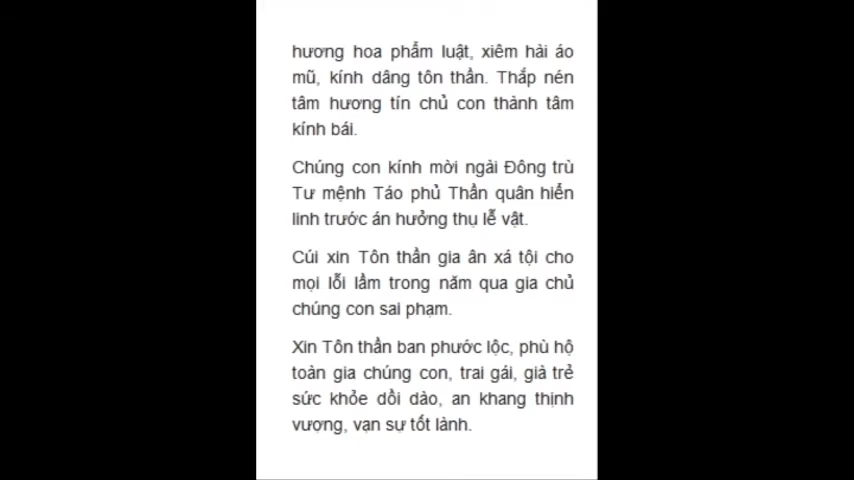 hương hoa phẩm luật, xiêm hài áo
mũ, kính dâng tôn thần. Thắp nén
tâm hương tín chủ con thành tâm
kính bái.
Chúng con kính mời ngài Đông trù
Tư mệnh Táo phủ Thần quân hiển
linh trước án hưởng thụ lễ vật.
Cúi xin Tôn thần gia ân xá tội cho
mọi lỗi lầm trong năm qua gia chủ
chúng con sai phạm.
Xin Tôn thần ban phước lộc, phù hộ
toàn gia chúng con, trai gái, già trẻ
sức khỏe dồi dào, an khang thịnh
vượng, vạn sự tốt lành.